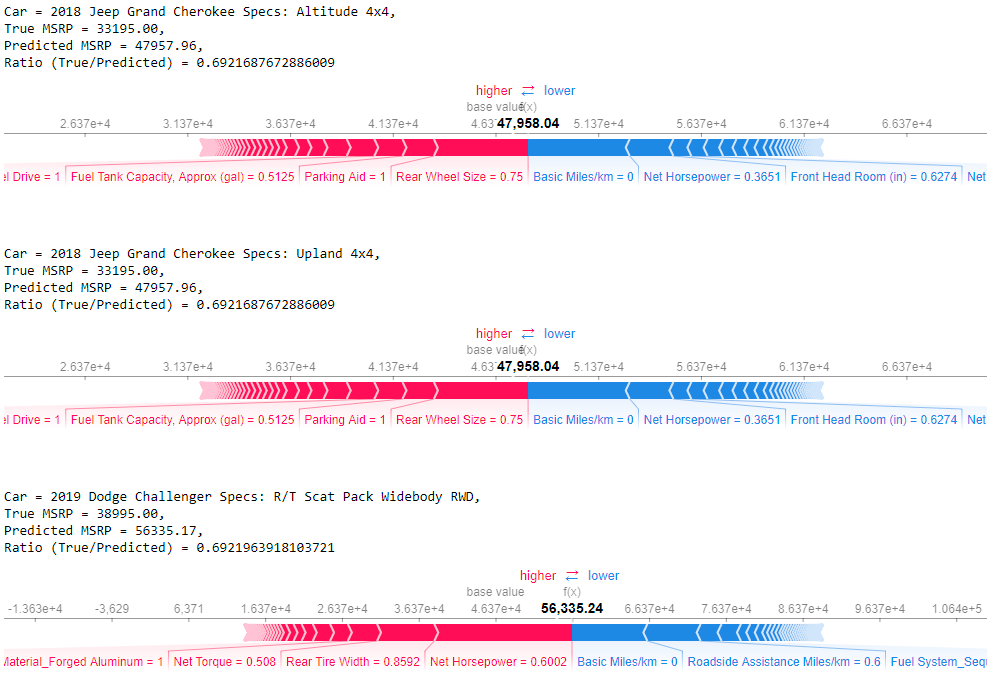 Car = 2018 Jeep Grand Cherokee Specs: Altitude 4x4,
True MSRP = 33195.00,
Predicted MSRP = 47957.96,
Ratio (True/Predicted) = 0.6921687672886009
higher ⇄ lower
base value f(x)
2.637e+4 3.137e+4 3.637e+4 4.137e+4 4.63 47,958.04 5.137e+4 5.637e+4 6.137e+4 6.637e+4
el Drive = 1 Fuel Tank Capacity, Approx (gal) = 0.5125 Parking Aid = 1 Rear Wheel Size = 0.75 Basic Miles/km = 0 Net Horsepower = 0.3651 Front Head Room (in) = 0.6274 Net
Car = 2018 Jeep Grand Cherokee Specs: Upland 4x4,
True MSRP = 33195.00,
Predicted MSRP = 47957.96,
Ratio (True/Predicted) = 0.6921687672886009
higher ⇄ lower
base value f(x)
2.637e+4 3.137e+4 3.637e+4 4.137e+4 4.63 47,958.04 5.137e+4 5.637e+4 6.137e+4 6.637e+4
el Drive = 1 Fuel Tank Capacity, Approx (gal) = 0.5125 Parking Aid = 1 Rear Wheel Size = 0.75 Basic Miles/km = 0 Net Horsepower = 0.3651 Front Head Room (in) = 0.6274 Net
Car = 2019 Dodge Challenger Specs: R/T Scat Pack Widebody RWD,
True MSRP = 38995.00,
Predicted MSRP = 56335.17,
Ratio (True/Predicted) = 0.6921963918103721
higher ⇄ lower
base value f(x)
-1.363e+4 -3,629 6,371 1.637e+4 2.637e+4 3.637e+4 4.637e+4 56,335.24 6.637e+4 7.637e+4 8.637e+4 9.637e+4 1.064e+5
Material_Forged Aluminum = 1 Net Torque = 0.508 Rear Tire Width = 0.8592 Net Horsepower = 0.6002 Basic Miles/km = 0 Roadside Assistance Miles/km = 0.6 Fuel System_Sequ